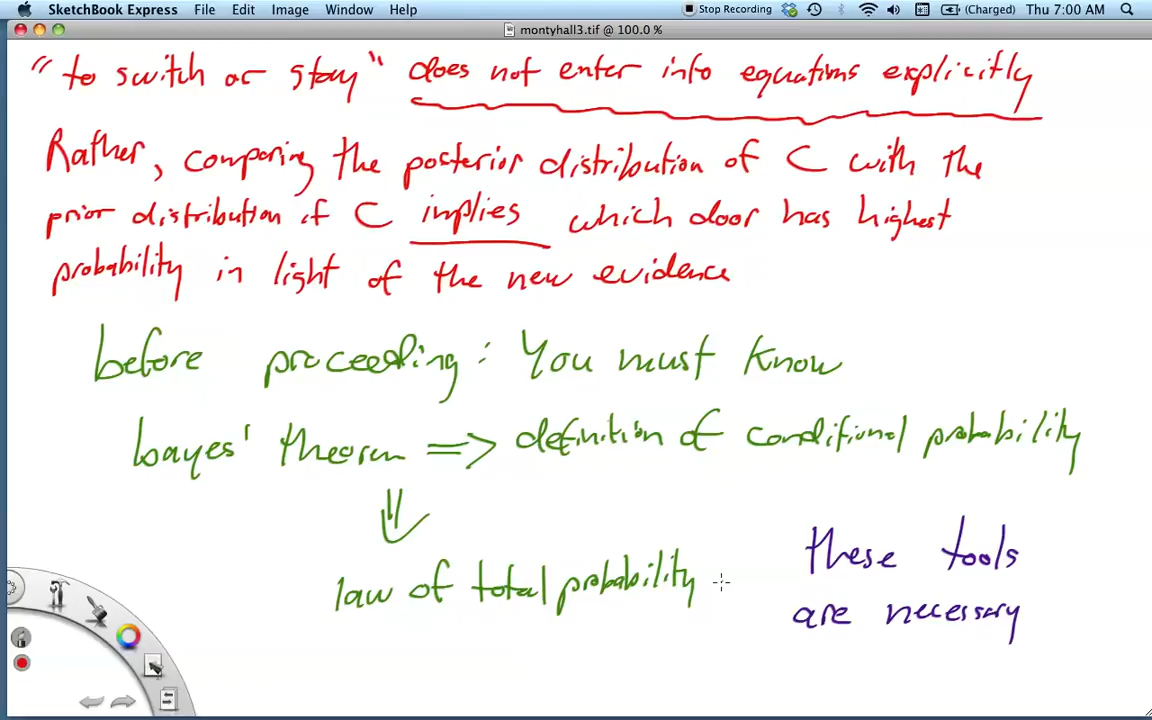 SketchBook Express File Edit Image Window Help Stop Recording (Charged) Thu 7:00 AM
montyhall3.tif @ 100.0 %
"to switch or stay" does not enter into equations explicitly
Rather, comparing the posterior distribution of C with the
prior distribution of C implies which door has highest
probability in light of the new evidence
before proceeding: You must know
bayes' theorem => definition of conditional probability
law of total probability
these tools
are necessary